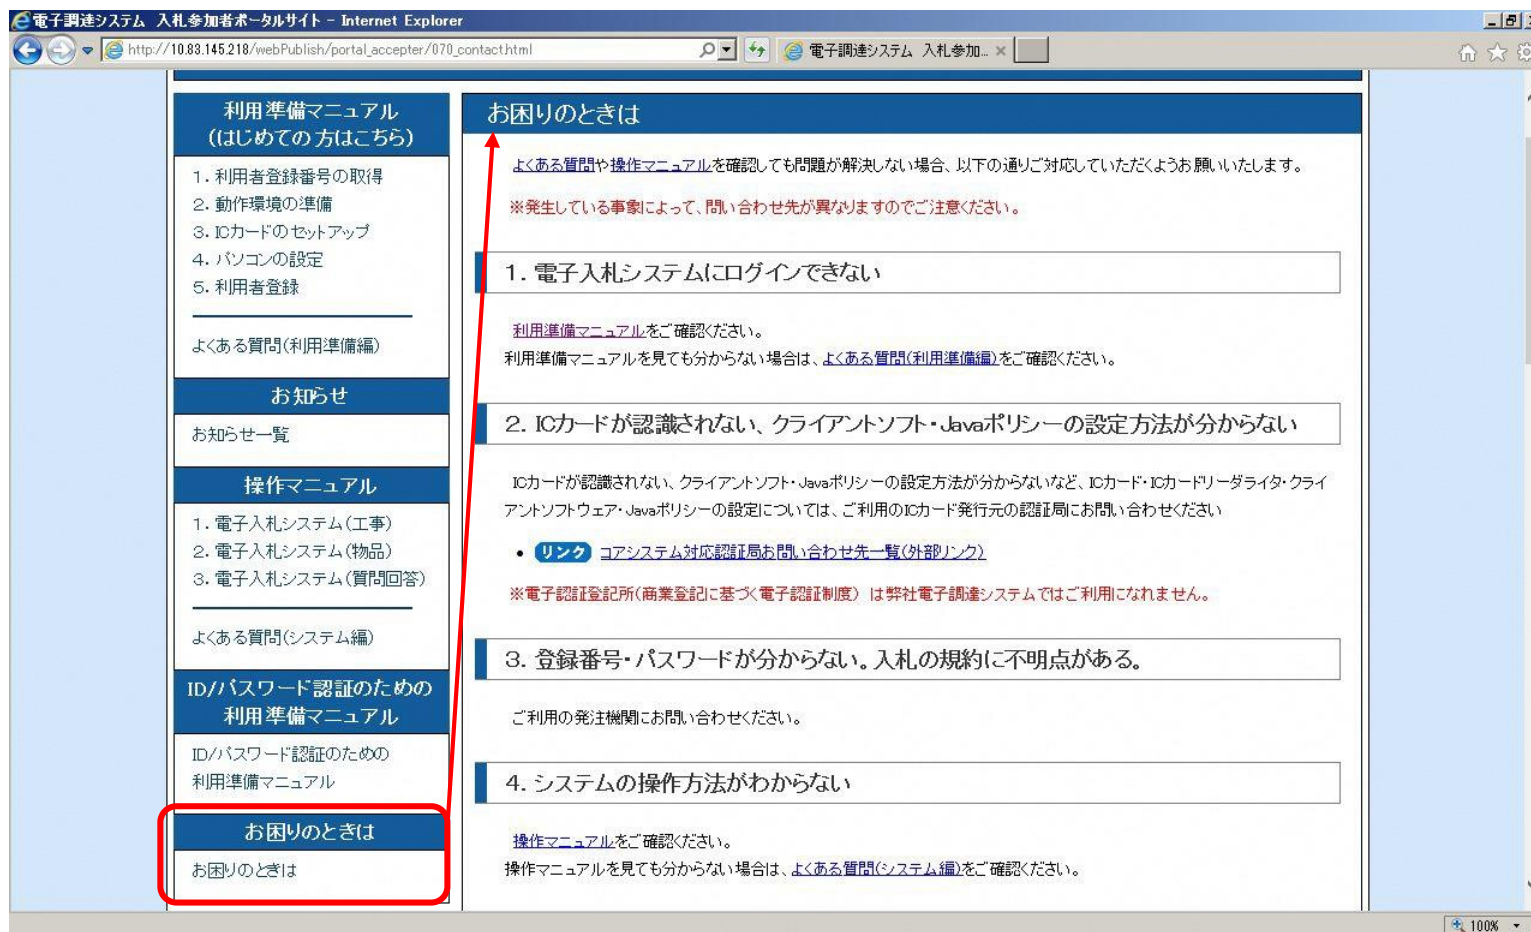 電子調達システム 入札参加者ポータルサイト - Internet Explorer
http://10.83.145.218/webPublish/portal_accepter/070_contact.html
電子調達システム 入札参加...
利用準備マニュアル
(はじめての方はこちら)
1. 利用者登録番号の取得
2. 動作環境の準備
3. ICカードのセットアップ
4. パソコンの設定
5. 利用者登録
よくある質問(利用準備編)
お知らせ
お知らせ一覧
操作マニュアル
1. 電子入札システム(工事)
2. 電子入札システム(物品)
3. 電子入札システム(質問回答)
よくある質問(システム編)
ID/パスワード認証のための
利用準備マニュアル
ID/パスワード認証のための
利用準備マニュアル
お困りのときは
お困りのときは
お困りのときは
よくある質問や操作マニュアルを確認しても問題が解決しない場合、以下の通りご対応していただくようお願いいたします。
※発生している事象によって、問い合わせ先が異なりますのでご注意ください。
1. 電子入札システムにログインできない
利用準備マニュアルをご確認ください。
利用準備マニュアルを見ても分からない場合は、よくある質問(利用準備編)をご確認ください。
2. ICカードが認識されない、クライアントソフト・Javaポリシーの設定方法が分からない
ICカードが認識されない、クライアントソフト・Javaポリシーの設定方法が分からないなど、ICカード・ICカードリーダライタ・クライ
アントソフトウェア・Javaポリシーの設定については、ご利用のICカード発行元の認証局にお問い合わせください
• リンク コアシステム対応認証局お問い合わせ先一覧(外部リンク)
※電子認証登記所(商業登記に基づく電子認証制度) は弊社電子調達システムではご利用になれません。
3. 登録番号・パスワードが分からない。入札の規約に不明点がある。
ご利用の発注機関にお問い合わせください。
4. システムの操作方法がわからない
操作マニュアルをご確認ください。
操作マニュアルを見ても分からない場合は、よくある質問(システム編)をご確認ください。
100%